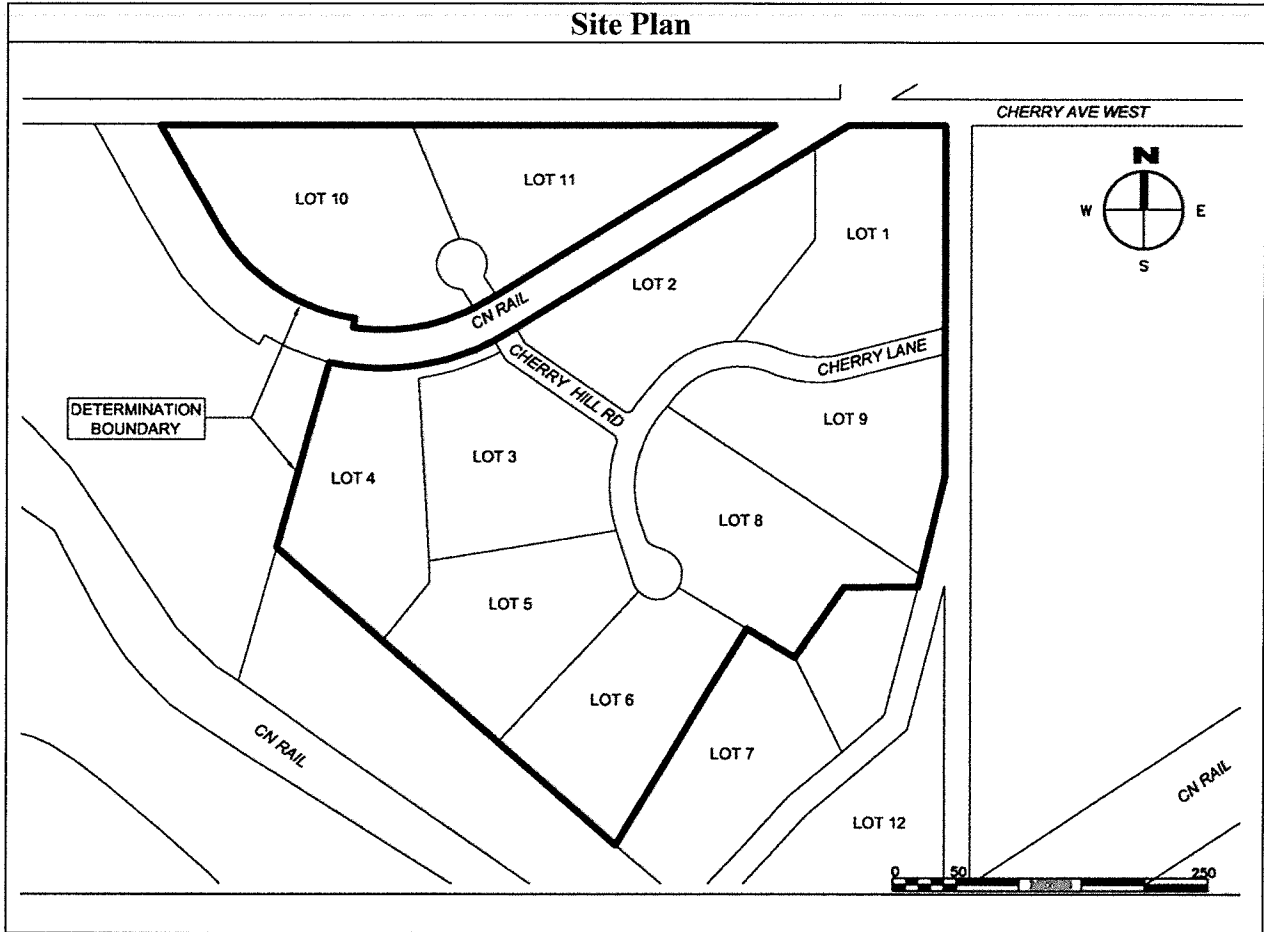 Site Plan
CHERRY AVE WEST
N
W
E
S
LOT 10
LOT 11
LOT 1
LOT 2
CN RAIL
CHERRY HILL RD
CHERRY LANE
DETERMINATION
BOUNDARY
LOT 9
LOT 3
LOT 4
LOT 8
LOT 5
LOT 6
CN RAIL
LOT 7
LOT 12
CN RAIL
0 50 250